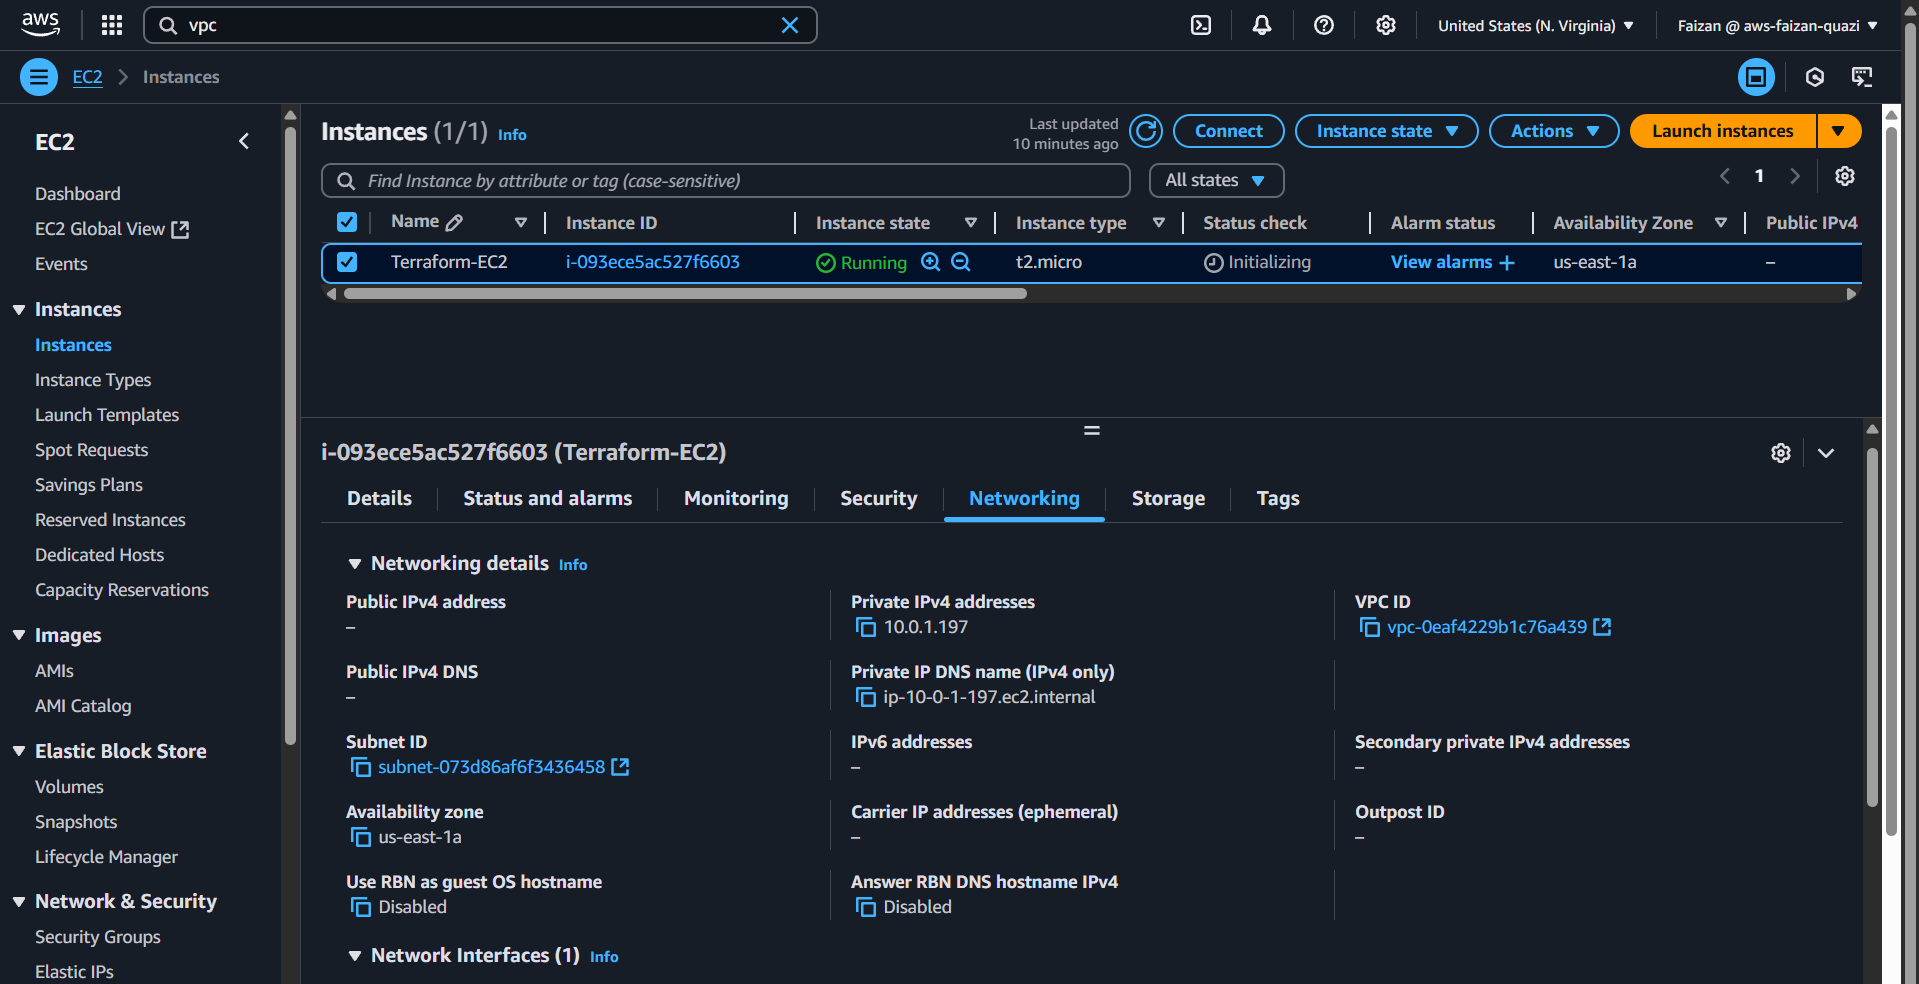 aws
vpc
United States (N. Virginia)
Faizan @ aws-faizan-quazi
EC2
Instances
EC2
Dashboard
EC2 Global View
Events
Instances
Instances
Instance Types
Launch Templates
Spot Requests
Savings Plans
Reserved Instances
Dedicated Hosts
Capacity Reservations
Images
AMIs
AMI Catalog
Elastic Block Store
Volumes
Snapshots
Lifecycle Manager
Network & Security
Security Groups
Elastic IPs
Instances (1/1) Info
Last updated
10 minutes ago
Connect
Instance state
Actions
Launch instances
Find Instance by attribute or tag (case-sensitive)
All states
1
Name Instance ID Instance state Instance type Status check Alarm status Availability Zone Public IPv4
Terraform-EC2 i-093ece5ac527f6603 Running t2.micro Initializing View alarms + us-east-1a –
i-093ece5ac527f6603 (Terraform-EC2)
Details Status and alarms Monitoring Security Networking Storage Tags
Networking details Info
Public IPv4 address
–
Private IPv4 addresses
10.0.1.197
VPC ID
vpc-0eaf4229b1c76a439
Public IPv4 DNS
–
Private IP DNS name (IPv4 only)
ip-10-0-1-197.ec2.internal
Subnet ID
subnet-073d86af6f3436458
IPv6 addresses
–
Secondary private IPv4 addresses
–
Availability zone
us-east-1a
Carrier IP addresses (ephemeral)
–
Outpost ID
–
Use RBN as guest OS hostname
Disabled
Answer RBN DNS hostname IPv4
Disabled
Network Interfaces (1) Info